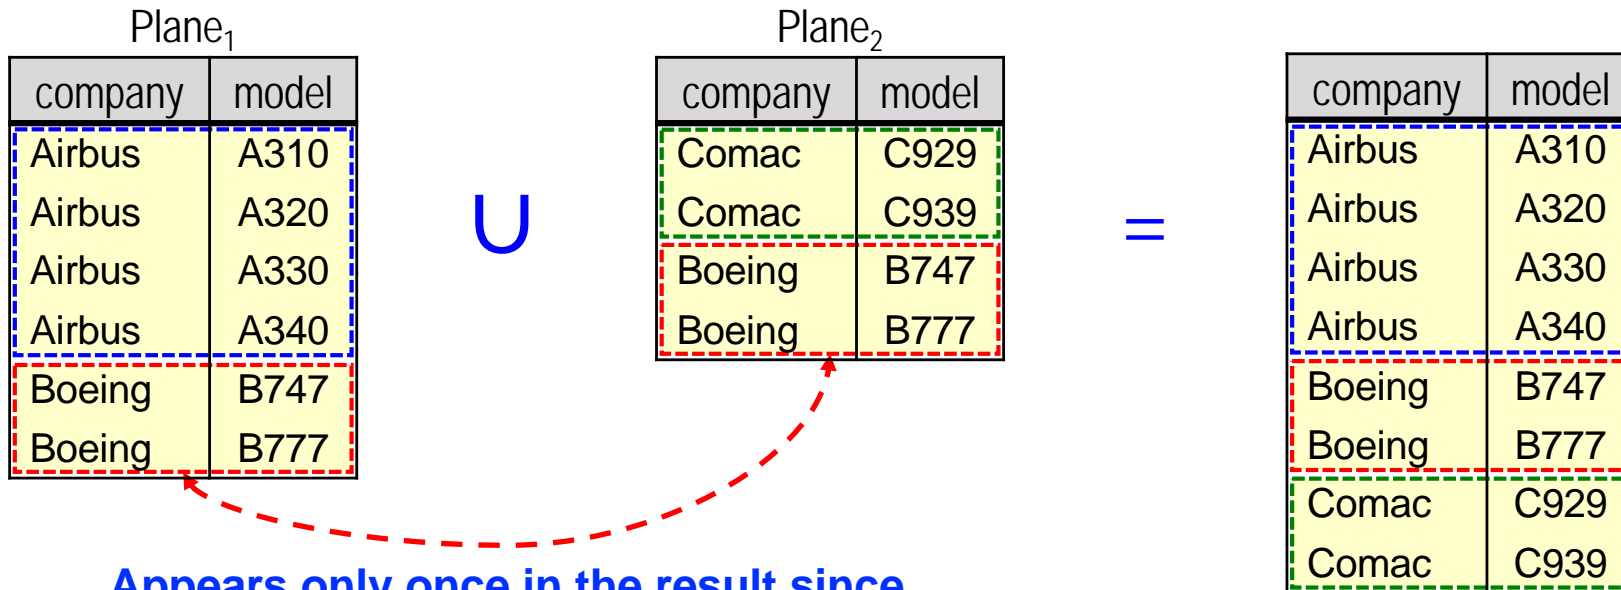 Plane₁
company model
Airbus A310
Airbus A320
Airbus A330
Airbus A340
Boeing B747
Boeing B777
∪
Plane₂
company model
Comac C929
Comac C939
Boeing B747
Boeing B777
=
company model
Airbus A310
Airbus A320
Airbus A330
Airbus A340
Boeing B747
Boeing B777
Comac C929
Comac C939
Appears only once in the result since